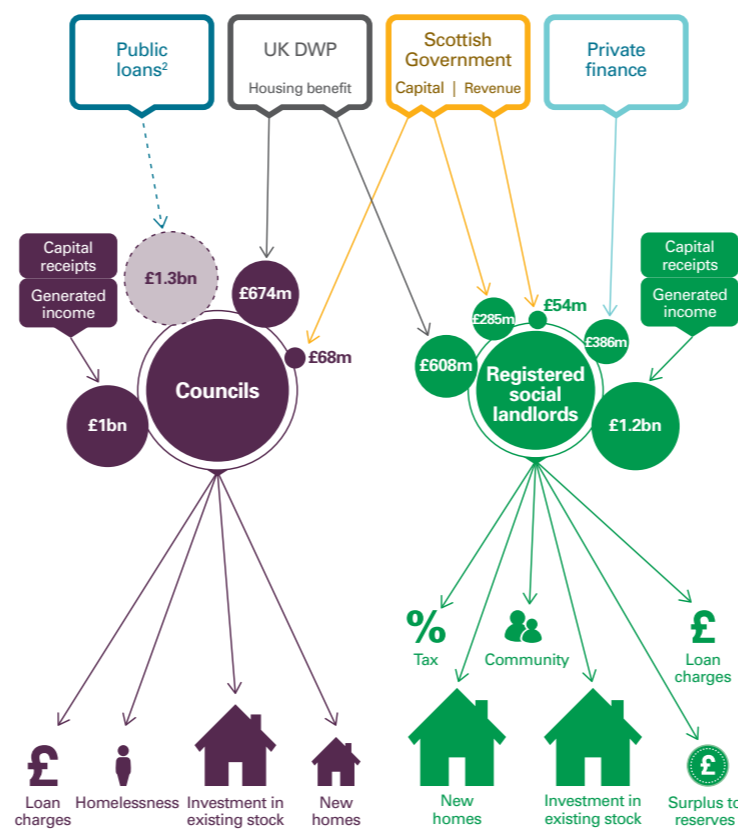 Public
loans²
UK DWP
Housing benefit
Scottish
Government
Capital | Revenue
Private
finance
Capital
receipts
Generated
income
£1.3bn
£674m
£68m
£1bn
Councils
£608m
£285m
£54m
£386m
£1.2bn
Registered
social
landlords
Capital
receipts
Generated
income
£
Loan
charges
Homelessness
Investment in
existing stock
New
homes
%
Tax
Community
£
Loan
charges
New
homes
Investment in
existing stock
£
Surplus to
reserves